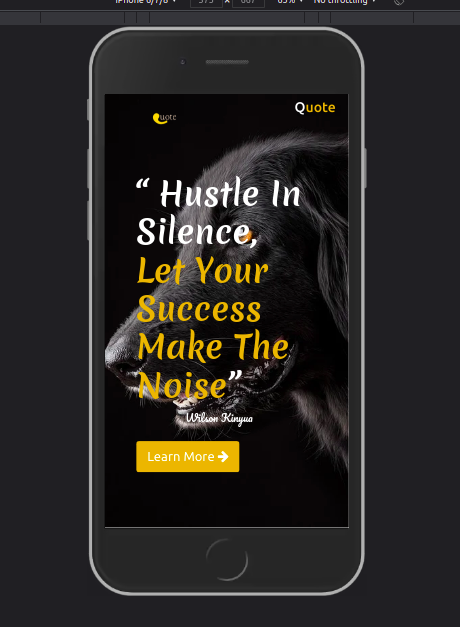 iPhone 6/7/8
375 × 667 65% No throttling
Quote
Quote
“ Hustle In
Silence,
Let Your
Success
Make The
Noise”
Wilson Kinyua
Learn More →